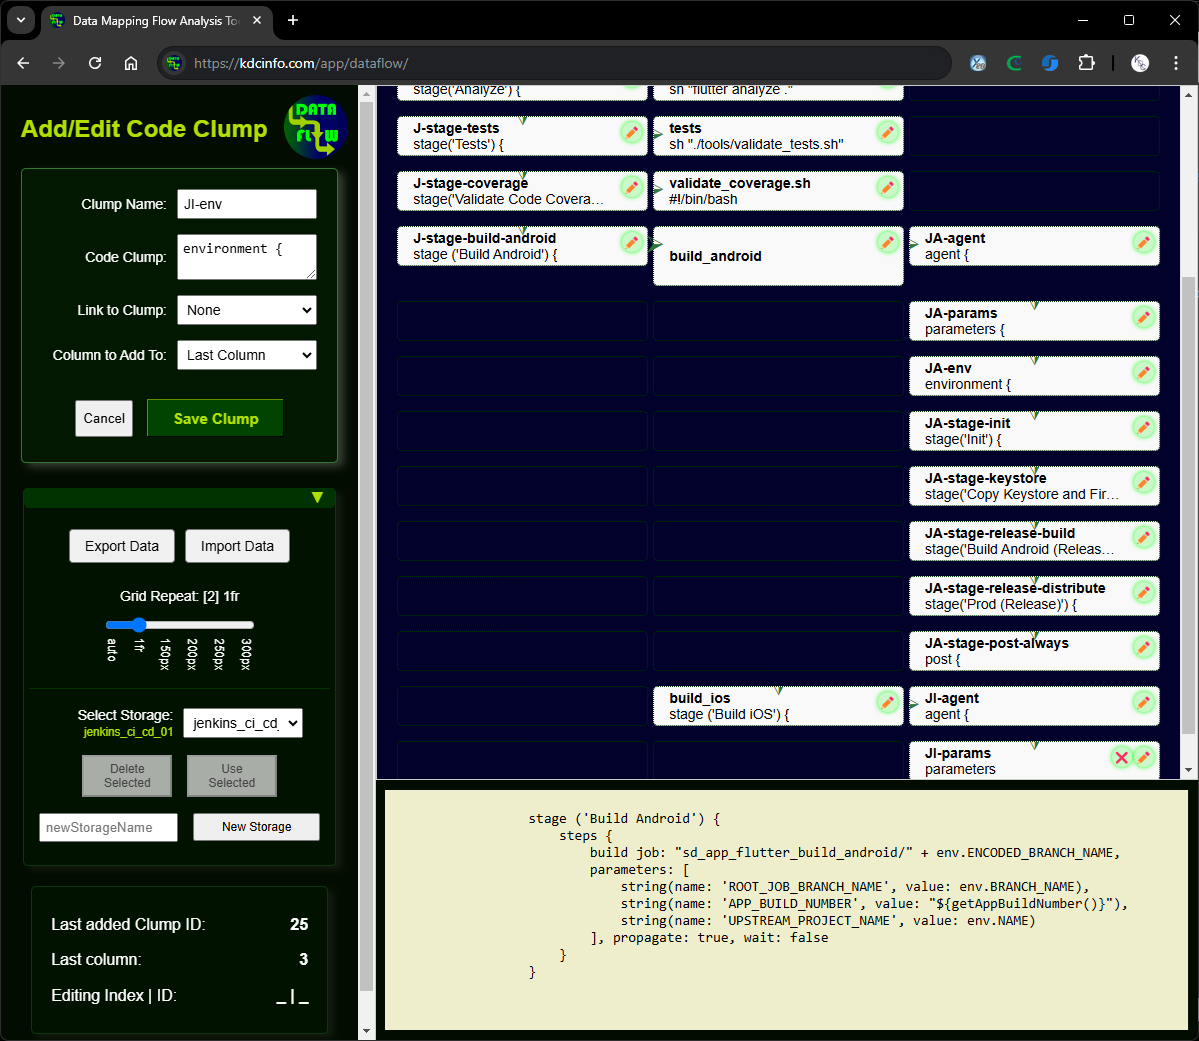 Data Mapping Flow Analysis To
https://kdcinfo.com/app/dataflow/
Add/Edit Code Clump
DATA
FLW
Clump Name:
JI-env
Code Clump:
environment {
Link to Clump:
None
Column to Add To:
Last Column
Cancel
Save Clump
Export Data
Import Data
Grid Repeat: [2] 1fr
auto
1fr
150px
200px
250px
300px
Select Storage:
jenkins_ci_cd_01
jenkins_ci_cd_
Delete
Selected
Use
Selected
newStorageName
New Storage
Last added Clump ID:
25
Last column:
3
Editing Index | ID:
_ | _
stage('Analyze') {
sh "flutter analyze ."
J-stage-tests
stage('Tests') {
tests
sh "./tools/validate_tests.sh"
J-stage-coverage
stage('Validate Code Covera…
validate_coverage.sh
#!/bin/bash
J-stage-build-android
stage ('Build Android') {
build_android
JA-agent
agent {
JA-params
parameters {
JA-env
environment {
JA-stage-init
stage('Init') {
JA-stage-keystore
stage('Copy Keystore and Fir…
JA-stage-release-build
stage('Build Android (Releas…
JA-stage-release-distribute
stage('Prod (Release)') {
JA-stage-post-always
post {
build_ios
stage ('Build iOS') {
JI-agent
agent {
JI-params
parameters
stage ('Build Android') {
steps {
build job: "sd_app_flutter_build_android/" + env.ENCODED_BRANCH_NAME,
parameters: [
string(name: 'ROOT_JOB_BRANCH_NAME', value: env.BRANCH_NAME),
string(name: 'APP_BUILD_NUMBER', value: "${getAppBuildNumber()}"),
string(name: 'UPSTREAM_PROJECT_NAME', value: env.NAME)
], propagate: true, wait: false
}
}